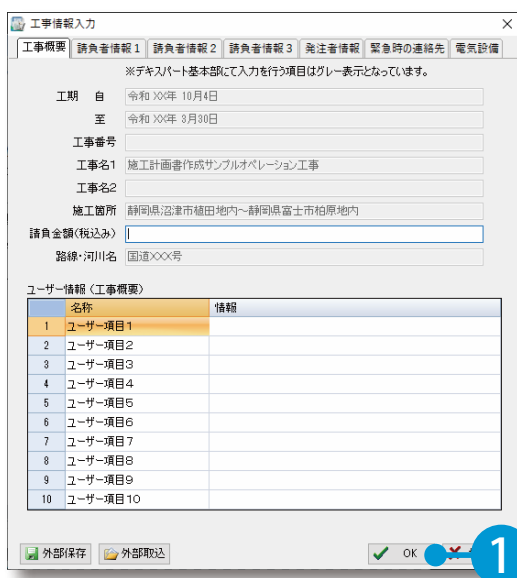 工事情報入力
工事概要 請負者情報1 請負者情報2 請負者情報3 発注者情報 緊急時の連絡先 電気設備
※デキスパート基本部にて入力を行う項目はグレー表示となっています。
工期 自 令和 XX年 10月4日
至 令和 XX年 3月30日
工事番号
工事名1 施工計画書作成サンプルオペレーション工事
工事名2
施工箇所 静岡県沼津市植田地内~静岡県富士市柏原地内
請負金額(税込み)
路線・河川名 国道XXX号
ユーザー情報(工事概要)
名称 情報
1 ユーザー項目1
2 ユーザー項目2
3 ユーザー項目3
4 ユーザー項目4
5 ユーザー項目5
6 ユーザー項目6
7 ユーザー項目7
8 ユーザー項目8
9 ユーザー項目9
10 ユーザー項目10
外部保存 外部取込 OK 1